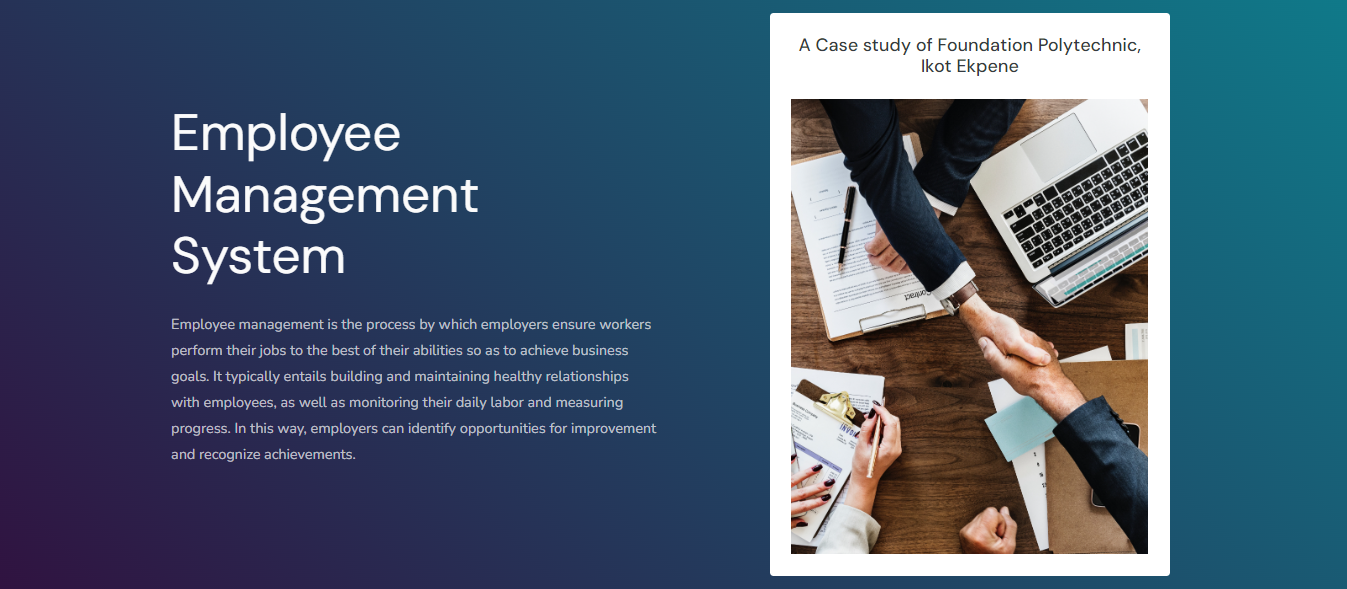 Employee
Management
System
Employee management is the process by which employers ensure workers
perform their jobs to the best of their abilities so as to achieve business
goals. It typically entails building and maintaining healthy relationships
with employees, as well as monitoring their daily labor and measuring
progress. In this way, employers can identify opportunities for improvement
and recognize achievements.
A Case study of Foundation Polytechnic,
Ikot Ekpene
Contract